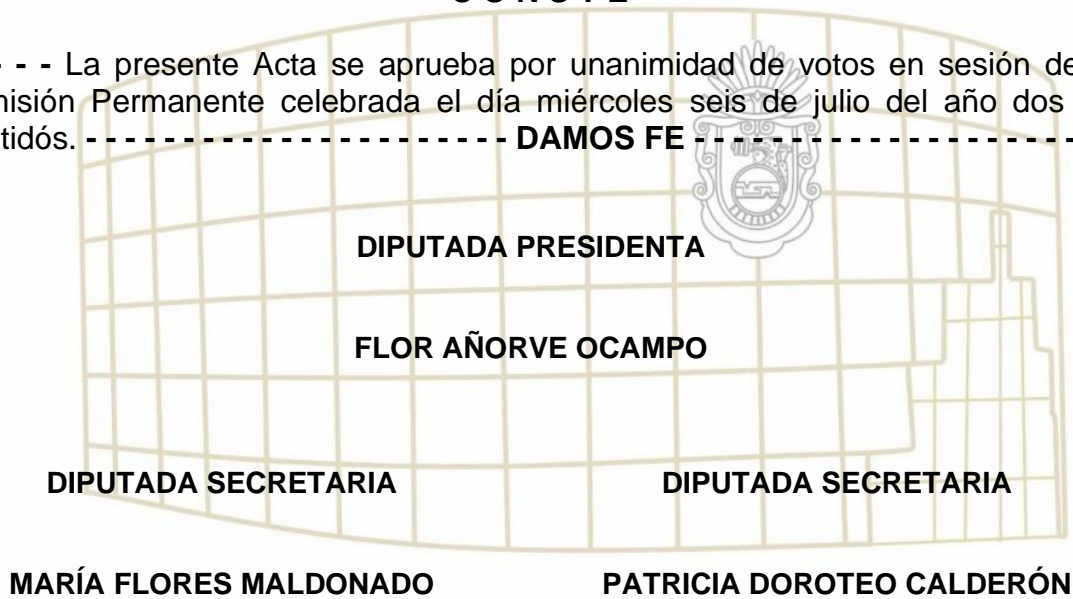 - - - La presente Acta se aprueba por unanimidad de votos en sesión de
misión Permanente celebrada el día miércoles seis de julio del año dos
tidós. - - - - - - - - - - - - - - - - - - - - - - DAMOS FE - - - - - - - - - - - - - - - - - - - -
DIPUTADA PRESIDENTA
FLOR AÑORVE OCAMPO
DIPUTADA SECRETARIA DIPUTADA SECRETARIA
MARÍA FLORES MALDONADO PATRICIA DOROTEO CALDERÓN